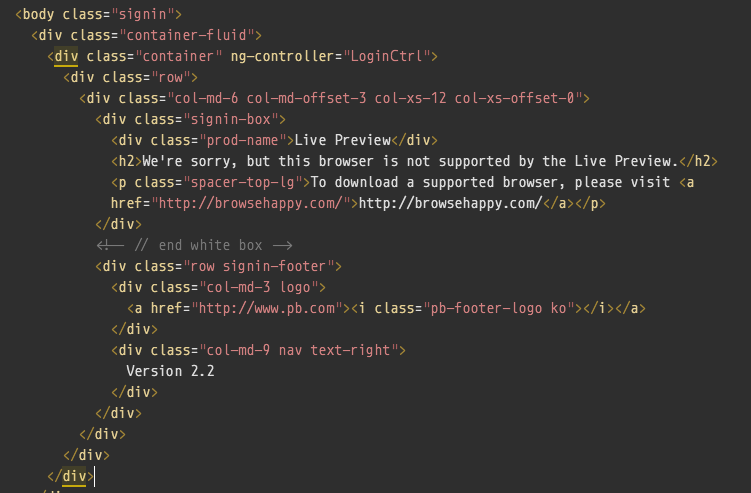 <body class="signin">
<div class="container-fluid">
<div class="container" ng-controller="LoginCtrl">
<div class="row">
<div class="col-md-6 col-md-offset-3 col-xs-12 col-xs-offset-0">
<div class="signin-box">
<div class="prod-name">Live Preview</div>
<h2>We're sorry, but this browser is not supported by the Live Preview.</h2>
<p class="spacer-top-lg">To download a supported browser, please visit <a
href="http://browsehappy.com/">http://browsehappy.com/</a></p>
</div>
<!-- // end white box -->
<div class="row signin-footer">
<div class="col-md-3 logo">
<a href="http://www.pb.com"><i class="pb-footer-logo ko"></i></a>
</div>
<div class="col-md-9 nav text-right">
Version 2.2
</div>
</div>
</div>
</div>
</div>